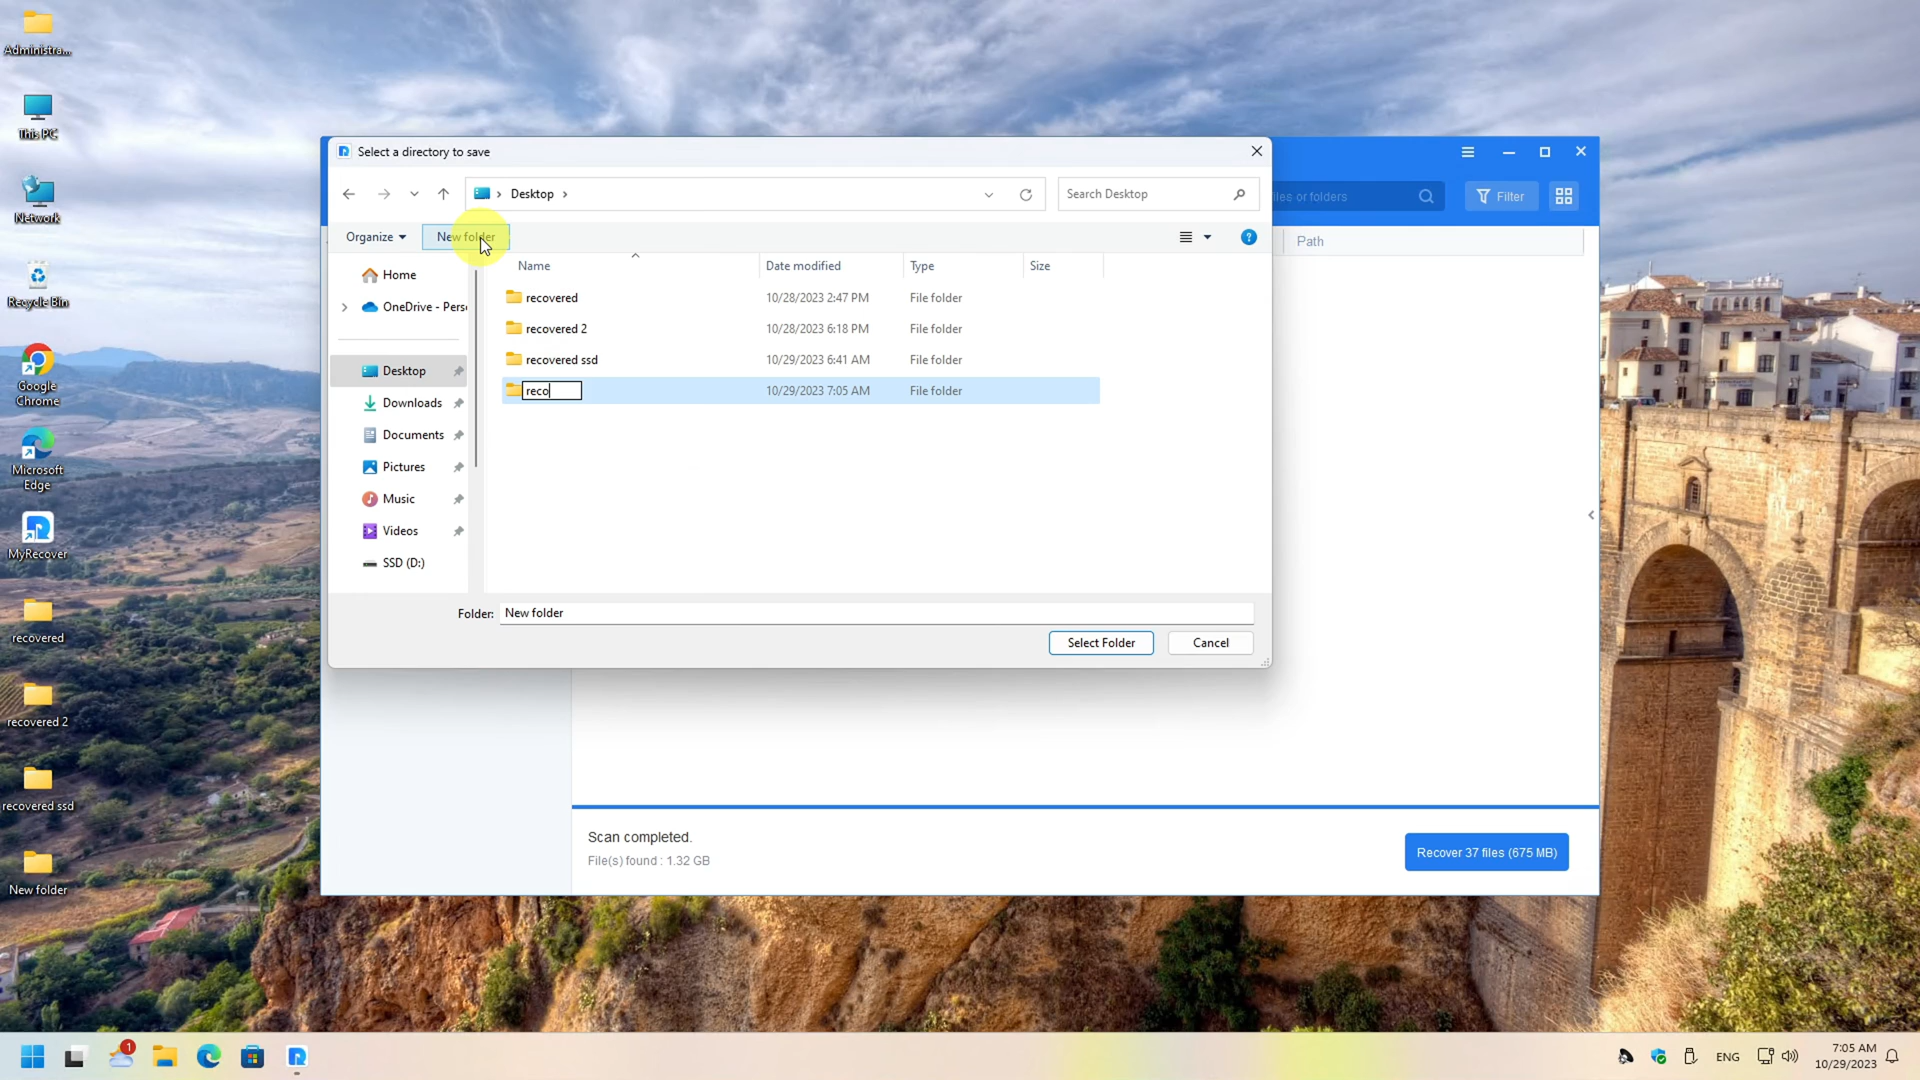 Administra...
This PC
Network
Recycle Bin
Google
Chrome
Microsoft
Edge
MyRecover
recovered
recovered 2
recovered ssd
New folder
Select a directory to save
Desktop
Search Desktop
Organize
New folder
Home
OneDrive - Pers
Desktop
Downloads
Documents
Pictures
Music
Videos
SSD (D:)
Name
Date modified
Type
Size
recovered
10/28/2023 2:47 PM
File folder
recovered 2
10/28/2023 6:18 PM
File folder
recovered ssd
10/29/2023 6:41 AM
File folder
reco
10/29/2023 7:05 AM
File folder
Folder:
New folder
Select Folder
Cancel
files or folders
Filter
Path
Scan completed.
File(s) found : 1.32 GB
Recover 37 files (675 MB)
1
ENG
7:05 AM
10/29/2023